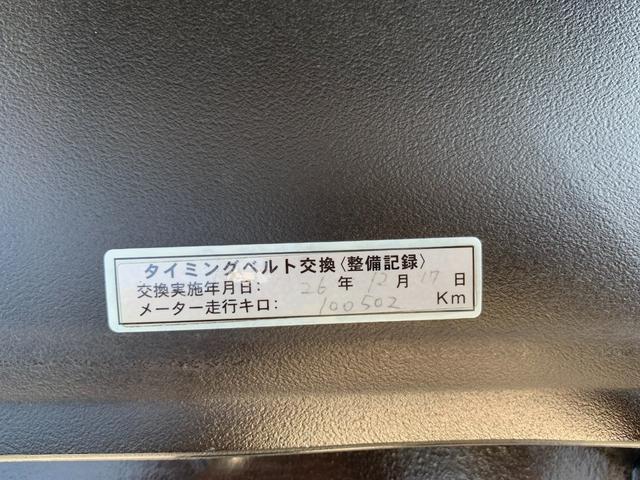 タイミングベルト交換〈整備記録〉
交換実施年月日: 26 年 12 月 17 日
メーター走行キロ: 100502 Km